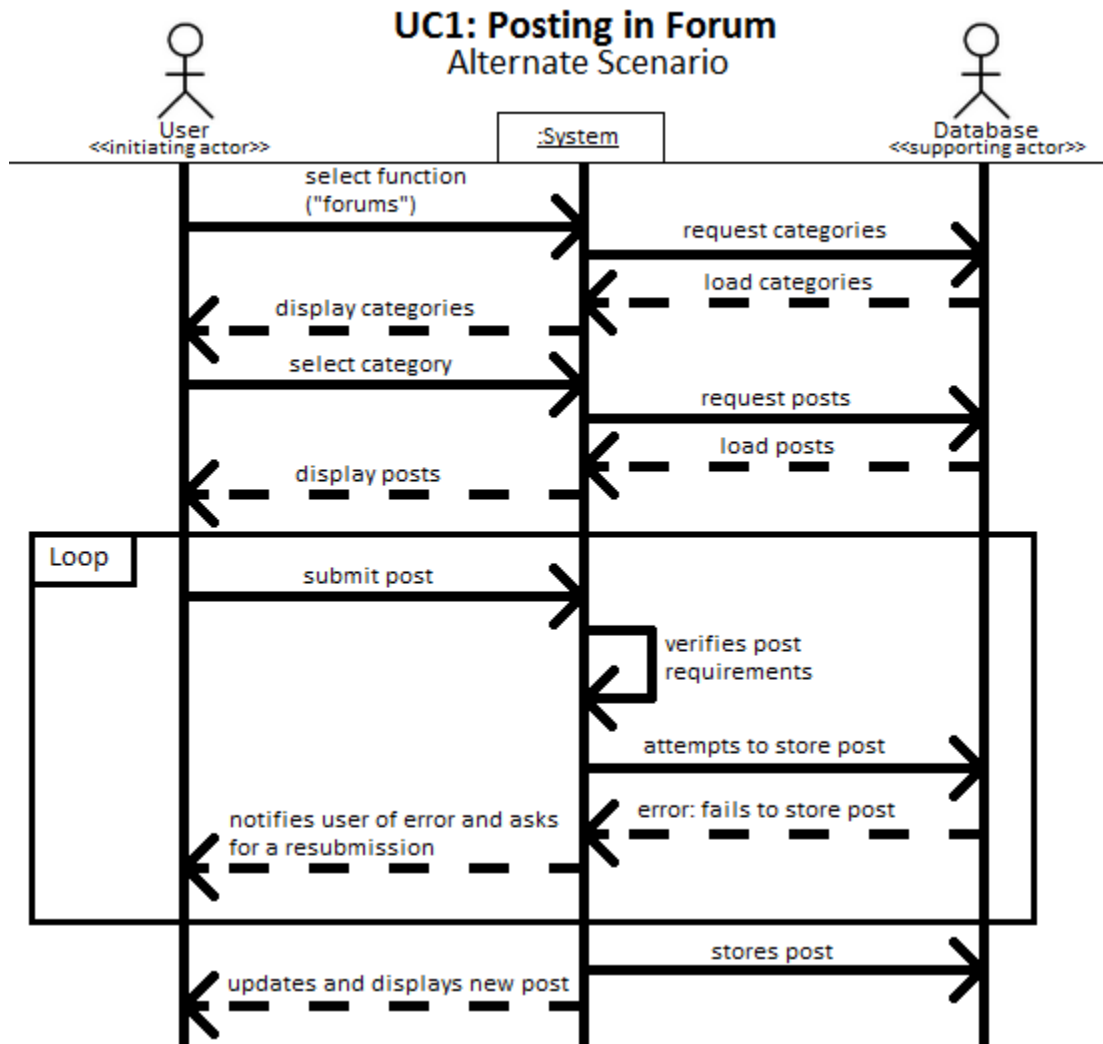 UC1: Posting in Forum
Alternate Scenario
User
<<initiating actor>>
:System
Database
<<supporting actor>>
select function
("forums")
request categories
load categories
display categories
select category
request posts
load posts
display posts
Loop
submit post
verifies post
requirements
attempts to store post
error: fails to store post
notifies user of error and asks
for a resubmission
stores post
updates and displays new post